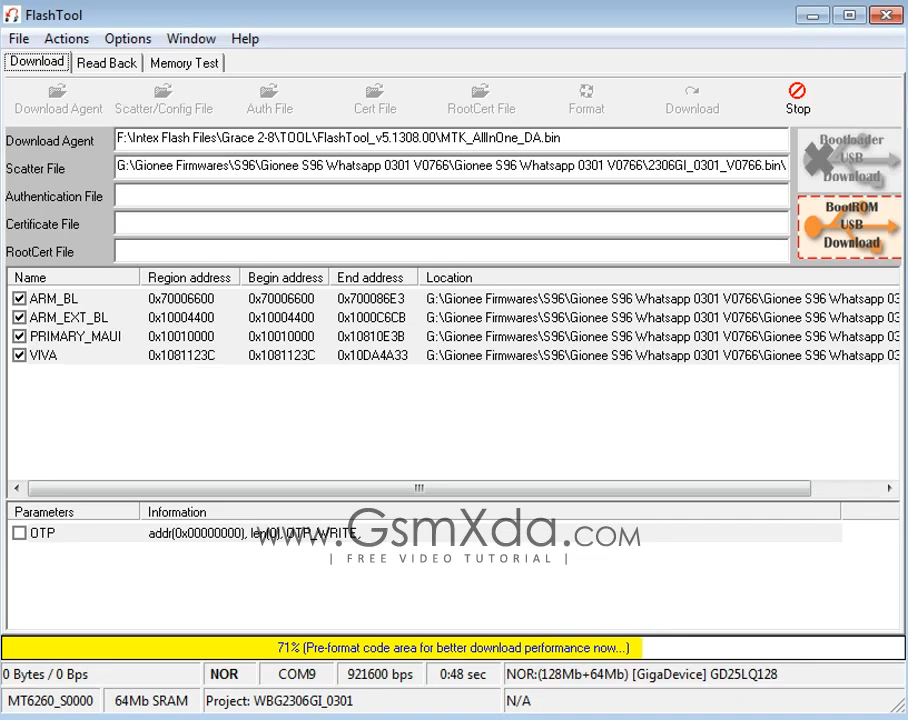 FlashTool
File Actions Options Window Help
Download Read Back Memory Test
Download Agent Scatter/Config File Auth File Cert File RootCert File Format Download Stop
Download Agent F:\Intex Flash Files\Grace 2-8\TOOL\FlashTool_v5.1308.00\MTK_AllInOne_DA.bin
Scatter File G:\Gionee Firmwares\S96\Gionee S96 Whatsapp 0301 V0766\Gionee S96 Whatsapp 0301 V0766\2306GI_0301_V0766.bin\
Authentication File
Certificate File
RootCert File
Bootloader
USB
Download
BootROM
USB
Download
Name Region address Begin address End address Location
ARM_BL 0x70006600 0x70006600 0x700086E3 G:\Gionee Firmwares\S96\Gionee S96 Whatsapp 0301 V0766\Gionee S96 Whatsapp 03
ARM_EXT_BL 0x10004400 0x10004400 0x1000C6CB G:\Gionee Firmwares\S96\Gionee S96 Whatsapp 0301 V0766\Gionee S96 Whatsapp 03
PRIMARY_MAUI 0x10010000 0x10010000 0x10810E3B G:\Gionee Firmwares\S96\Gionee S96 Whatsapp 0301 V0766\Gionee S96 Whatsapp 03
VIVA 0x1081123C 0x1081123C 0x10DA4A33 G:\Gionee Firmwares\S96\Gionee S96 Whatsapp 0301 V0766\Gionee S96 Whatsapp 03
Parameters Information
OTP addr(0x00000000), len(0), OTP_WRITE,
www.GsmXda.com
| FREE VIDEO TUTORIAL |
71% (Pre-format code area for better download performance now...)
0 Bytes / 0 Bps NOR COM9 921600 bps 0:48 sec NOR:(128Mb+64Mb) [GigaDevice] GD25LQ128
MT6260_S0000 64Mb SRAM Project: WBG2306GI_0301 N/A